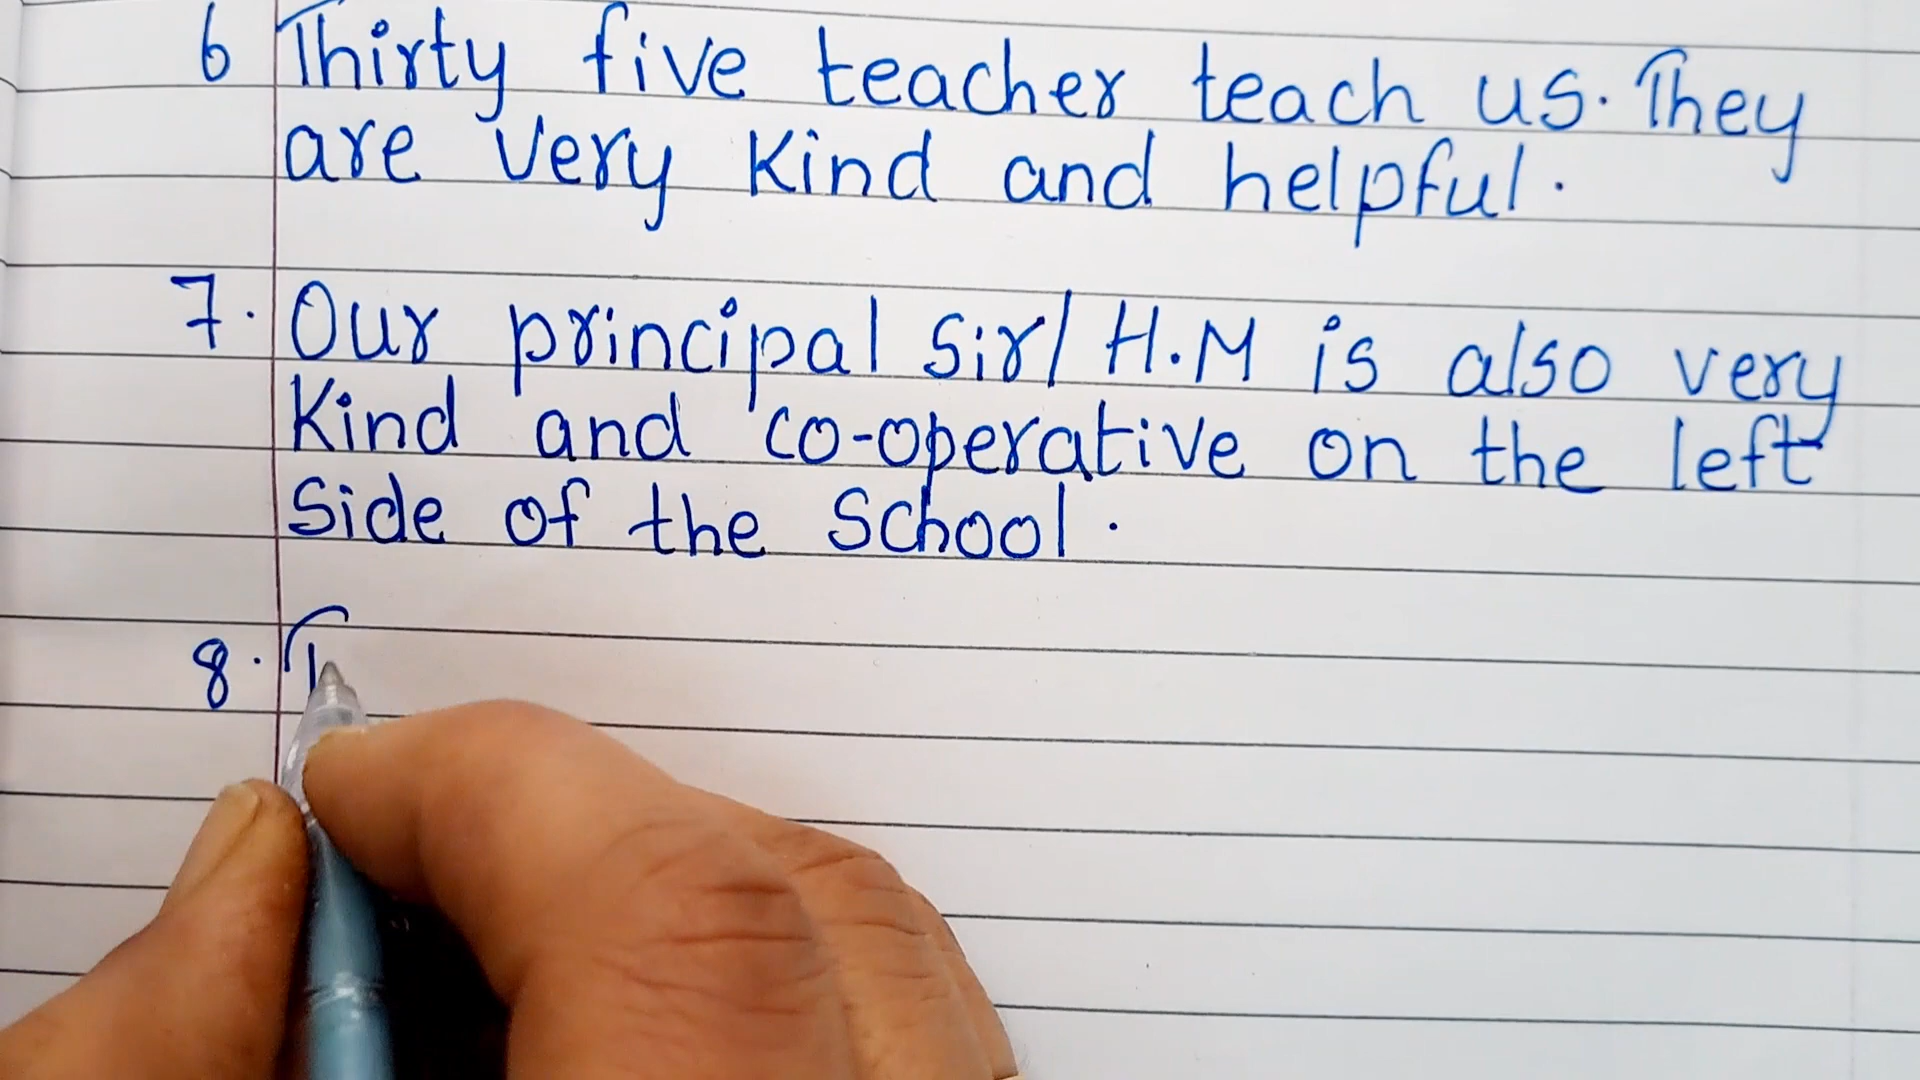 6 Thirty five teacher teach us. They
are very kind and helpful.
7. Our principal Sir/ H.M is also very
Kind and co-operative on the left
Side of the School.
8. T